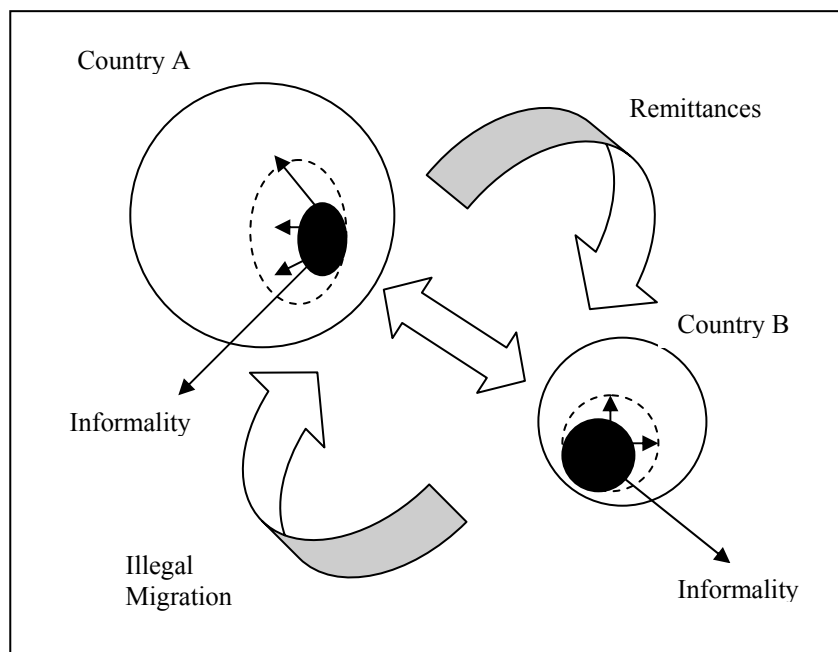 Country A
Remittances
Country B
Informality
Illegal
Migration
Informality